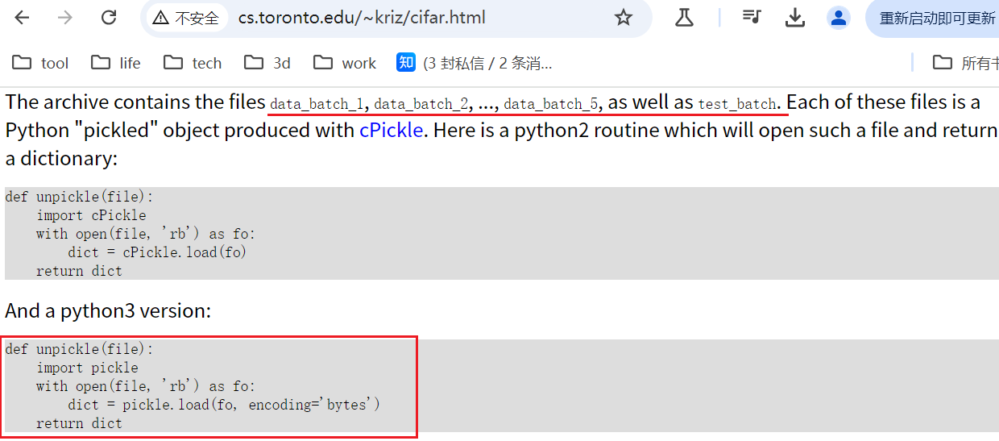 不安全 cs.toronto.edu/~kriz/cifar.html 重新启动即可更新
tool life tech 3d work 知 (3 封私信 / 2 条消... 所有书
The archive contains the files data_batch_1, data_batch_2, ..., data_batch_5, as well as test_batch. Each of these files is a
Python "pickled" object produced with cPickle. Here is a python2 routine which will open such a file and return
a dictionary:
def unpickle(file):
    import cPickle
    with open(file, 'rb') as fo:
        dict = cPickle.load(fo)
    return dict
And a python3 version:
def unpickle(file):
    import pickle
    with open(file, 'rb') as fo:
        dict = pickle.load(fo, encoding='bytes')
    return dict